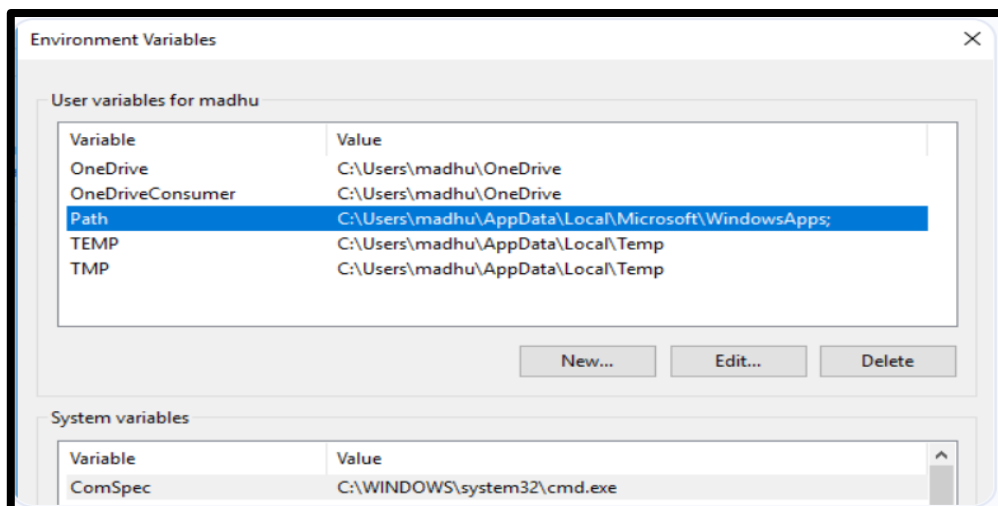 Environment Variables
User variables for madhu
Variable Value
OneDrive C:\Users\madhu\OneDrive
OneDriveConsumer C:\Users\madhu\OneDrive
Path C:\Users\madhu\AppData\Local\Microsoft\WindowsApps;
TEMP C:\Users\madhu\AppData\Local\Temp
TMP C:\Users\madhu\AppData\Local\Temp
New... Edit... Delete
System variables
Variable Value
ComSpec C:\WINDOWS\system32\cmd.exe